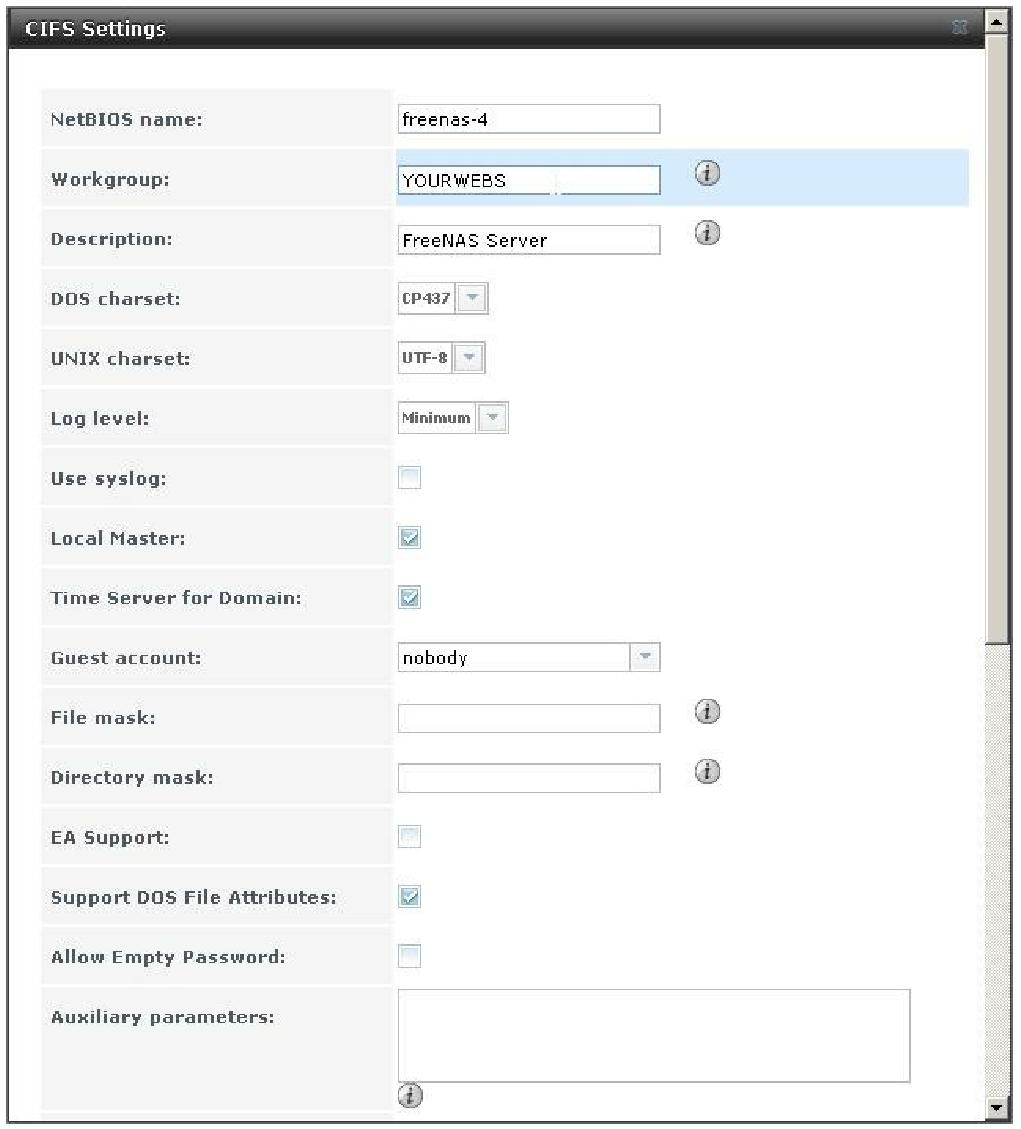 CIFS Settings
NetBIOS name: freenas-4
Workgroup: YOURWEBS
Description: FreeNAS Server
DOS charset: CP437
UNIX charset: UTF-8
Log level: Minimum
Use syslog:
Local Master:
Time Server for Domain:
Guest account: nobody
File mask:
Directory mask:
EA Support:
Support DOS File Attributes:
Allow Empty Password:
Auxiliary parameters: